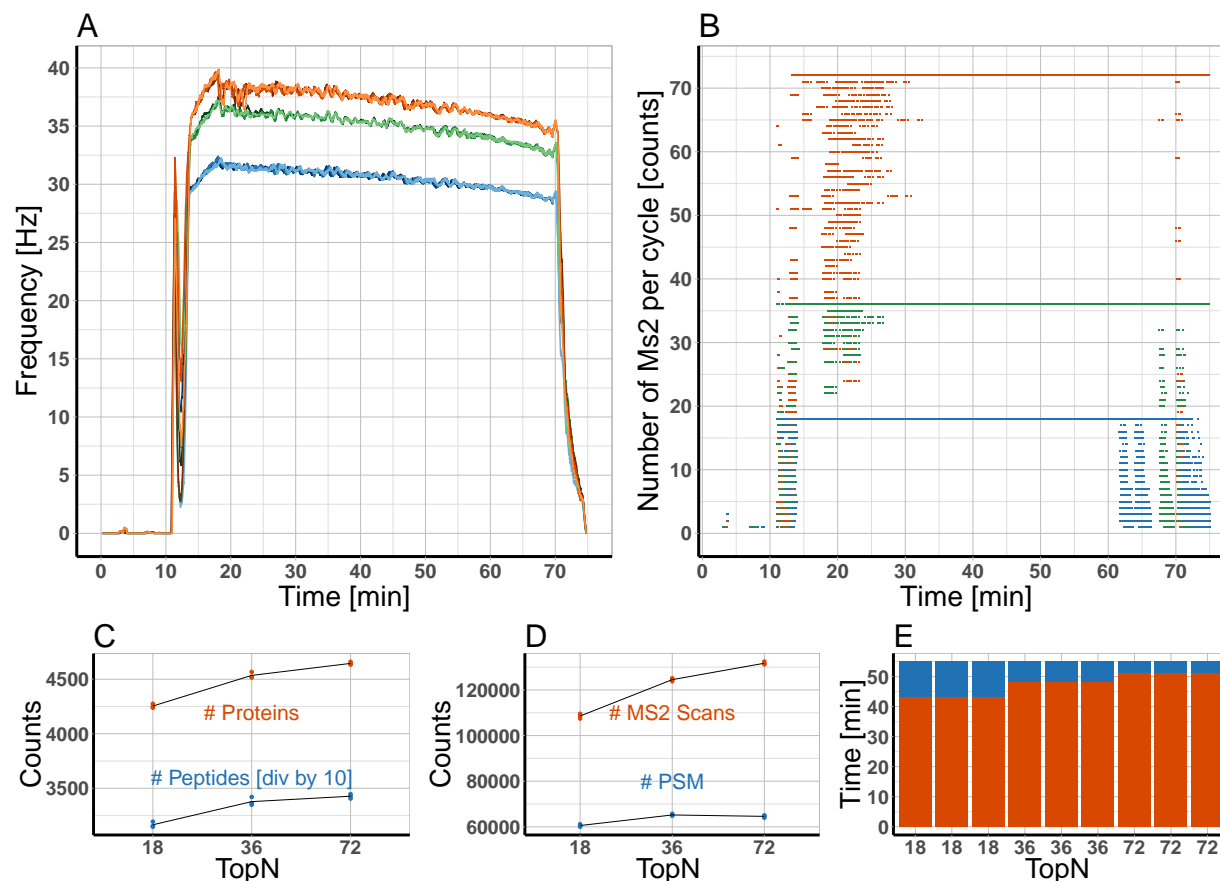 A
Frequency [Hz]
40
35
30
25
20
15
10
5
0
0 10 20 30 40 50 60 70
Time [min]
B
Number of Ms2 per cycle [counts]
70
60
50
40
30
20
10
0
0 10 20 30 40 50 60 70
Time [min]
C
Counts
4500
4250
4000
3500
# Proteins
# Peptides [div by 10]
18 36 72
TopN
D
Counts
120000
100000
80000
60000
# MS2 Scans
# PSM
18 36 72
TopN
E
Time [min]
50
40
30
20
10
0
18 18 18 36 36 36 72 72 72
TopN